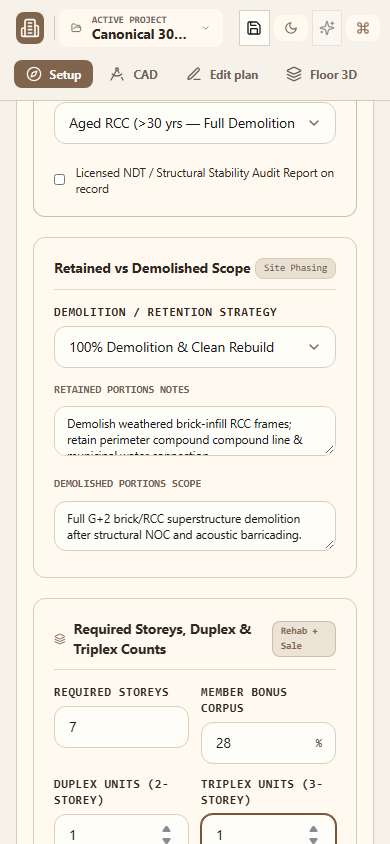 ACTIVE PROJECT
Canonical 30...
Setup
CAD
Edit plan
Floor 3D
Aged RCC (>30 yrs — Full Demolition
Licensed NDT / Structural Stability Audit Report on
record
Retained vs Demolished Scope
Site Phasing
DEMOLITION / RETENTION STRATEGY
100% Demolition & Clean Rebuild
RETAINED PORTIONS NOTES
Demolish weathered brick-infill RCC frames;
retain perimeter compound compound line &
municipal water connection
DEMOLISHED PORTIONS SCOPE
Full G+2 brick/RCC superstructure demolition
after structural NOC and acoustic barricading.
Required Storeys, Duplex &
Triplex Counts
Rehab +
Sale
REQUIRED STOREYS
7
MEMBER BONUS
CORPUS
28
%
DUPLEX UNITS (2-
STOREY)
1
TRIPLEX UNITS (3-
STOREY)
1